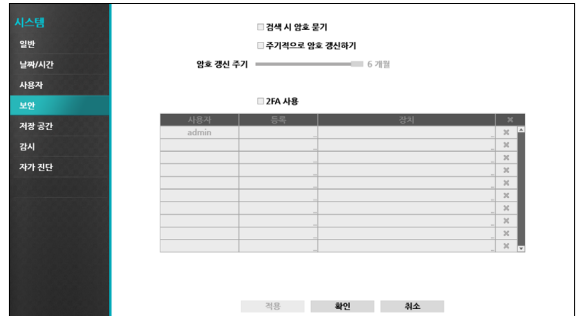 시스템
일반
날짜/시간
사용자
보안
저장 공간
감시
자가 진단
검색 시 암호 묻기
주기적으로 암호 갱신하기
암호 갱신 주기 6 개월
2FA 사용
사용자 등록 장치
admin
적용 확인 취소